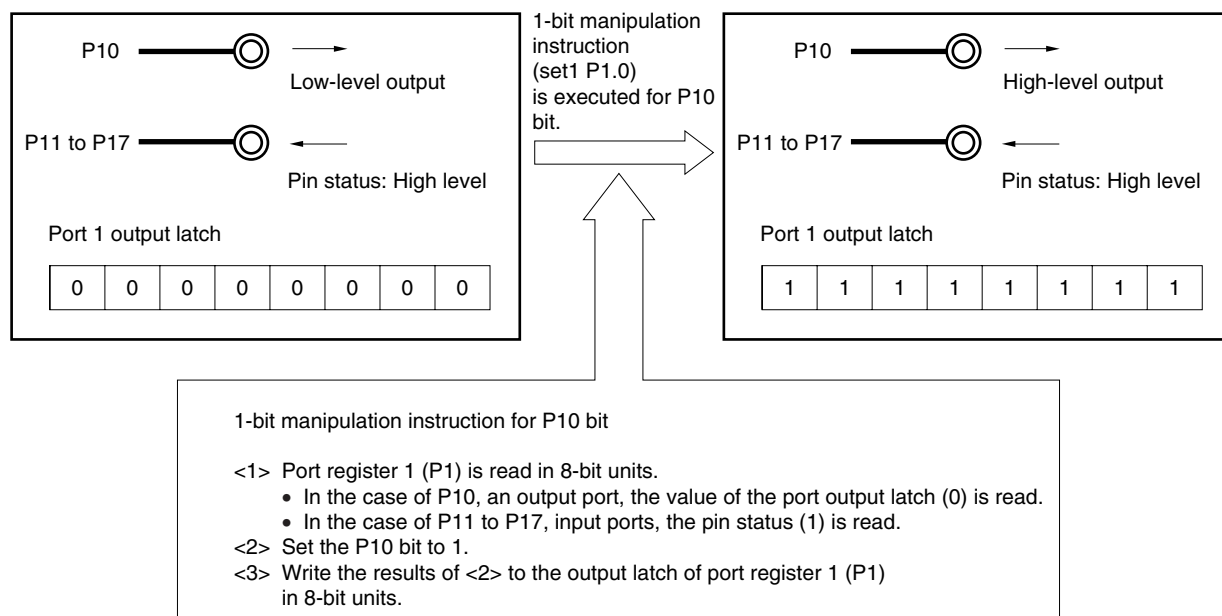 P10
Low-level output
P11 to P17
Pin status: High level
Port 1 output latch
0 0 0 0 0 0 0 0
1-bit manipulation
instruction
(set1 P1.0)
is executed for P10
bit.
P10
High-level output
P11 to P17
Pin status: High level
Port 1 output latch
1 1 1 1 1 1 1 1
1-bit manipulation instruction for P10 bit
<1> Port register 1 (P1) is read in 8-bit units.
• In the case of P10, an output port, the value of the port output latch (0) is read.
• In the case of P11 to P17, input ports, the pin status (1) is read.
<2> Set the P10 bit to 1.
<3> Write the results of <2> to the output latch of port register 1 (P1)
in 8-bit units.